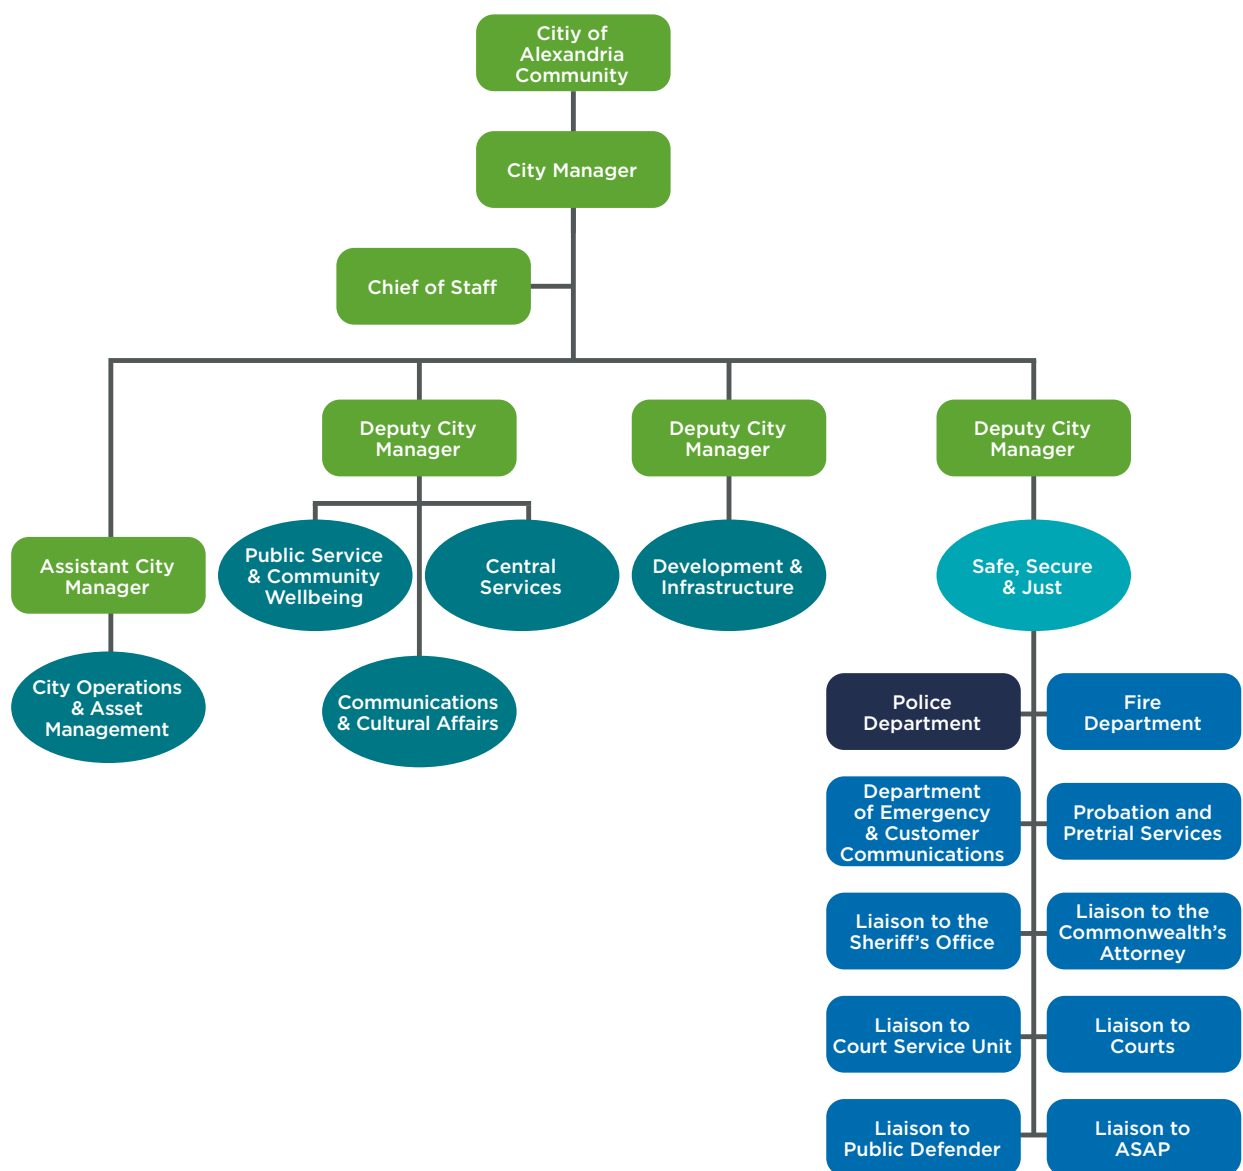 Citiy of
Alexandria
Community
City Manager
Chief of Staff
Deputy City
Manager
Deputy City
Manager
Deputy City
Manager
Assistant City
Manager
Public Service
& Community
Wellbeing
Central
Services
Development &
Infrastructure
Safe, Secure
& Just
City Operations
& Asset
Management
Communications
& Cultural Affairs
Police
Department
Fire
Department
Department
of Emergency
& Customer
Communications
Probation and
Pretrial Services
Liaison to the
Sheriff’s Office
Liaison to the
Commonwealth’s
Attorney
Liaison to
Court Service Unit
Liaison to
Courts
Liaison to
Public Defender
Liaison to
ASAP